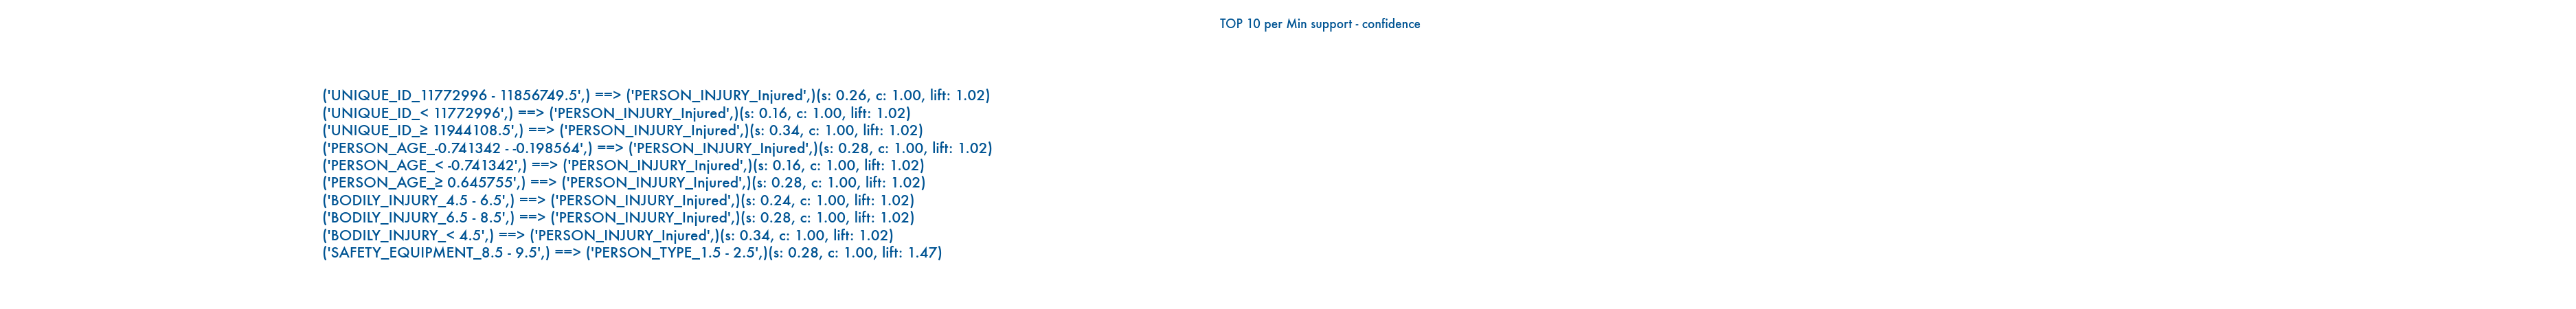 TOP 10 per Min support - confidence
('UNIQUE_ID_11772996 - 11856749.5',) ==> ('PERSON_INJURY_Injured',)(s: 0.26, c: 1.00, lift: 1.02)
('UNIQUE_ID_< 11772996',) ==> ('PERSON_INJURY_Injured',)(s: 0.16, c: 1.00, lift: 1.02)
('UNIQUE_ID_≥ 11944108.5',) ==> ('PERSON_INJURY_Injured',)(s: 0.34, c: 1.00, lift: 1.02)
('PERSON_AGE_-0.741342 - -0.198564',) ==> ('PERSON_INJURY_Injured',)(s: 0.28, c: 1.00, lift: 1.02)
('PERSON_AGE_< -0.741342',) ==> ('PERSON_INJURY_Injured',)(s: 0.16, c: 1.00, lift: 1.02)
('PERSON_AGE_≥ 0.645755',) ==> ('PERSON_INJURY_Injured',)(s: 0.28, c: 1.00, lift: 1.02)
('BODILY_INJURY_4.5 - 6.5',) ==> ('PERSON_INJURY_Injured',)(s: 0.24, c: 1.00, lift: 1.02)
('BODILY_INJURY_6.5 - 8.5',) ==> ('PERSON_INJURY_Injured',)(s: 0.28, c: 1.00, lift: 1.02)
('BODILY_INJURY_< 4.5',) ==> ('PERSON_INJURY_Injured',)(s: 0.34, c: 1.00, lift: 1.02)
('SAFETY_EQUIPMENT_8.5 - 9.5',) ==> ('PERSON_TYPE_1.5 - 2.5',)(s: 0.28, c: 1.00, lift: 1.47)